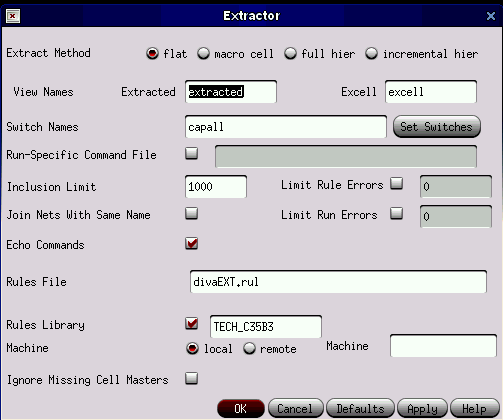 Extractor
Extract Method flat macro cell full hier incremental hier
View Names Extracted extracted Excell excell
Switch Names capall Set Switches
Run-Specific Command File
Inclusion Limit 1000 Limit Rule Errors 0
Join Nets With Same Name Limit Run Errors 0
Echo Commands
Rules File divaEXT.rul
Rules Library TECH_C35B3
Machine local remote Machine
Ignore Missing Cell Masters
OK Cancel Defaults Apply Help